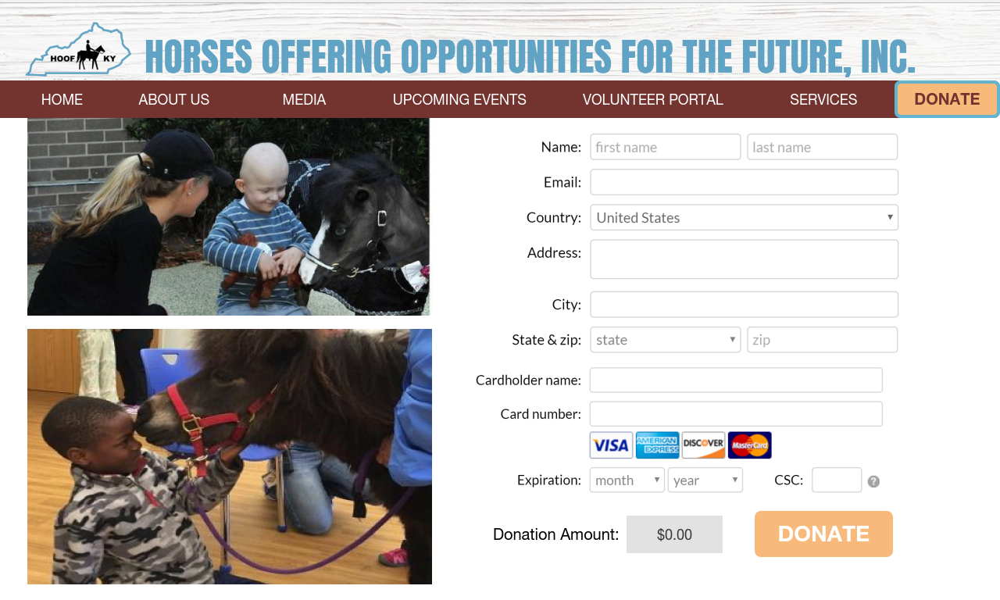 HOOF KY
HORSES OFFERING OPPORTUNITIES FOR THE FUTURE, INC.
HOME ABOUT US MEDIA UPCOMING EVENTS VOLUNTEER PORTAL SERVICES DONATE
Name: first name last name
Email:
Country: United States
Address:
City:
State & zip: state zip
Cardholder name:
Card number:
VISA AMERICAN EXPRESS DISCOVER MasterCard
Expiration: month year CSC: ?
Donation Amount: $0.00 DONATE